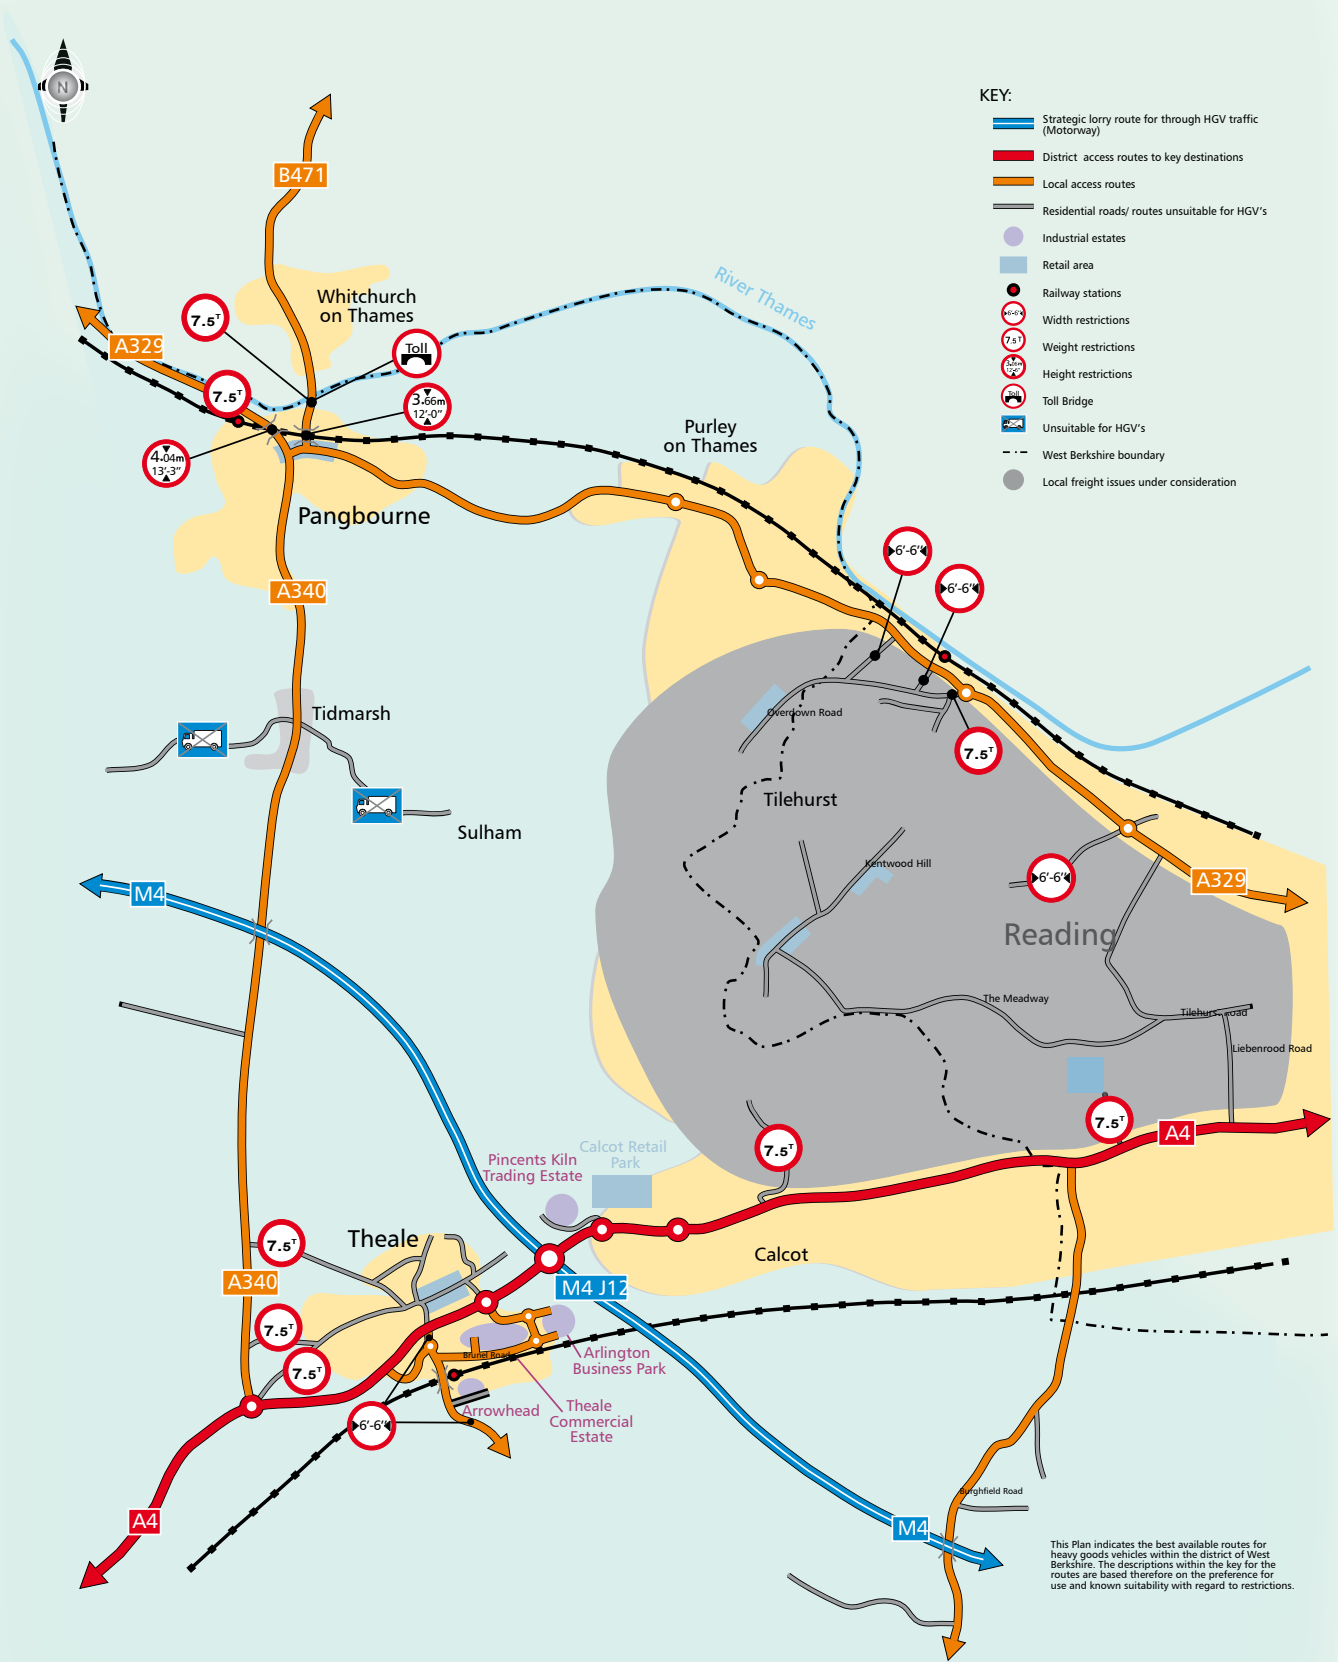 N
KEY:
Strategic lorry route for through HGV traffic
(Motorway)
District access routes to key destinations
Local access routes
Residential roads/ routes unsuitable for HGV's
Industrial estates
Retail area
Railway stations
6'-6"
Width restrictions
7.5T
Weight restrictions
Height restrictions
Toll
Toll Bridge
Unsuitable for HGV's
West Berkshire boundary
Local freight issues under consideration
B471
Whitchurch
on Thames
River Thames
7.5T
Toll
A329
7.5T
3.66m
12'-0"
4.04m
13'-3"
Purley
on Thames
Pangbourne
6'-6"
6'-6"
A340
Tidmarsh
Overdown Road
7.5T
Tilehurst
Sulham
Kentwood Hill
6'-6"
A329
M4
Reading
The Meadway
Tilehurst Road
Liebenrood Road
7.5T
A4
7.5T
Calcot Retail
Park
Pincents Kiln
Trading Estate
Theale
7.5T
Calcot
A340
M4 J12
7.5T
7.5T
Brunel Road
Arlington
Business Park
Arrowhead
Theale
Commercial
Estate
6'-6"
A4
Burghfield Road
M4
This Plan indicates the best available routes for
heavy goods vehicles within the district of West
Berkshire. The descriptions within the key for the
routes are based therefore on the preference for
use and known suitability with regard to restrictions.